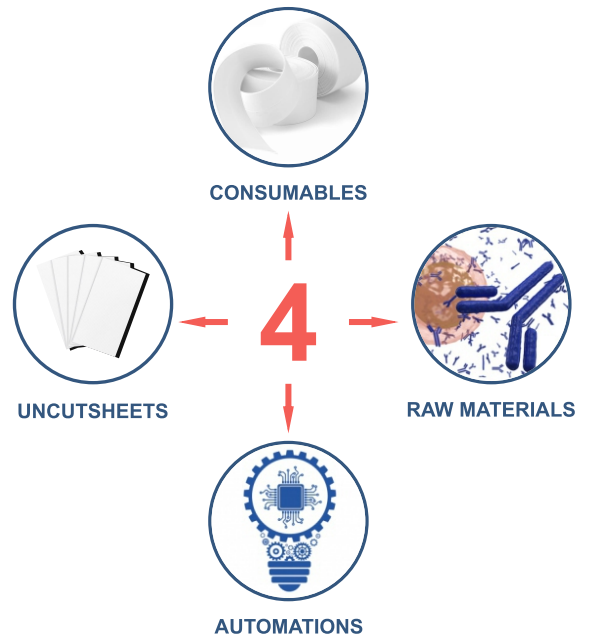 CONSUMABLES
4
UNCUTSHEETS
RAW MATERIALS
AUTOMATIONS